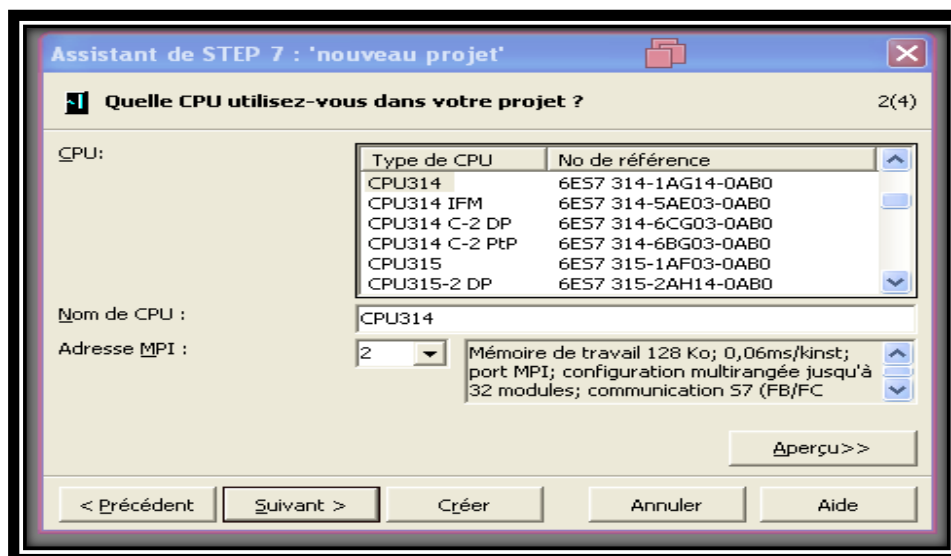 Assistant de STEP 7 : 'nouveau projet'
Quelle CPU utilisez-vous dans votre projet ? 2(4)
CPU:
Type de CPU No de référence
CPU314 6ES7 314-1AG14-0AB0
CPU314 IFM 6ES7 314-5AE03-0AB0
CPU314 C-2 DP 6ES7 314-6CG03-0AB0
CPU314 C-2 PtP 6ES7 314-6BG03-0AB0
CPU315 6ES7 315-1AF03-0AB0
CPU315-2 DP 6ES7 315-2AH14-0AB0
Nom de CPU : CPU314
Adresse MPI : 2
Mémoire de travail 128 Ko; 0,06ms/kinst;
port MPI; configuration multirangée jusqu'à
32 modules; communication S7 (FB/FC
Aperçu>>
< Précédent Suivant > Créer Annuler Aide